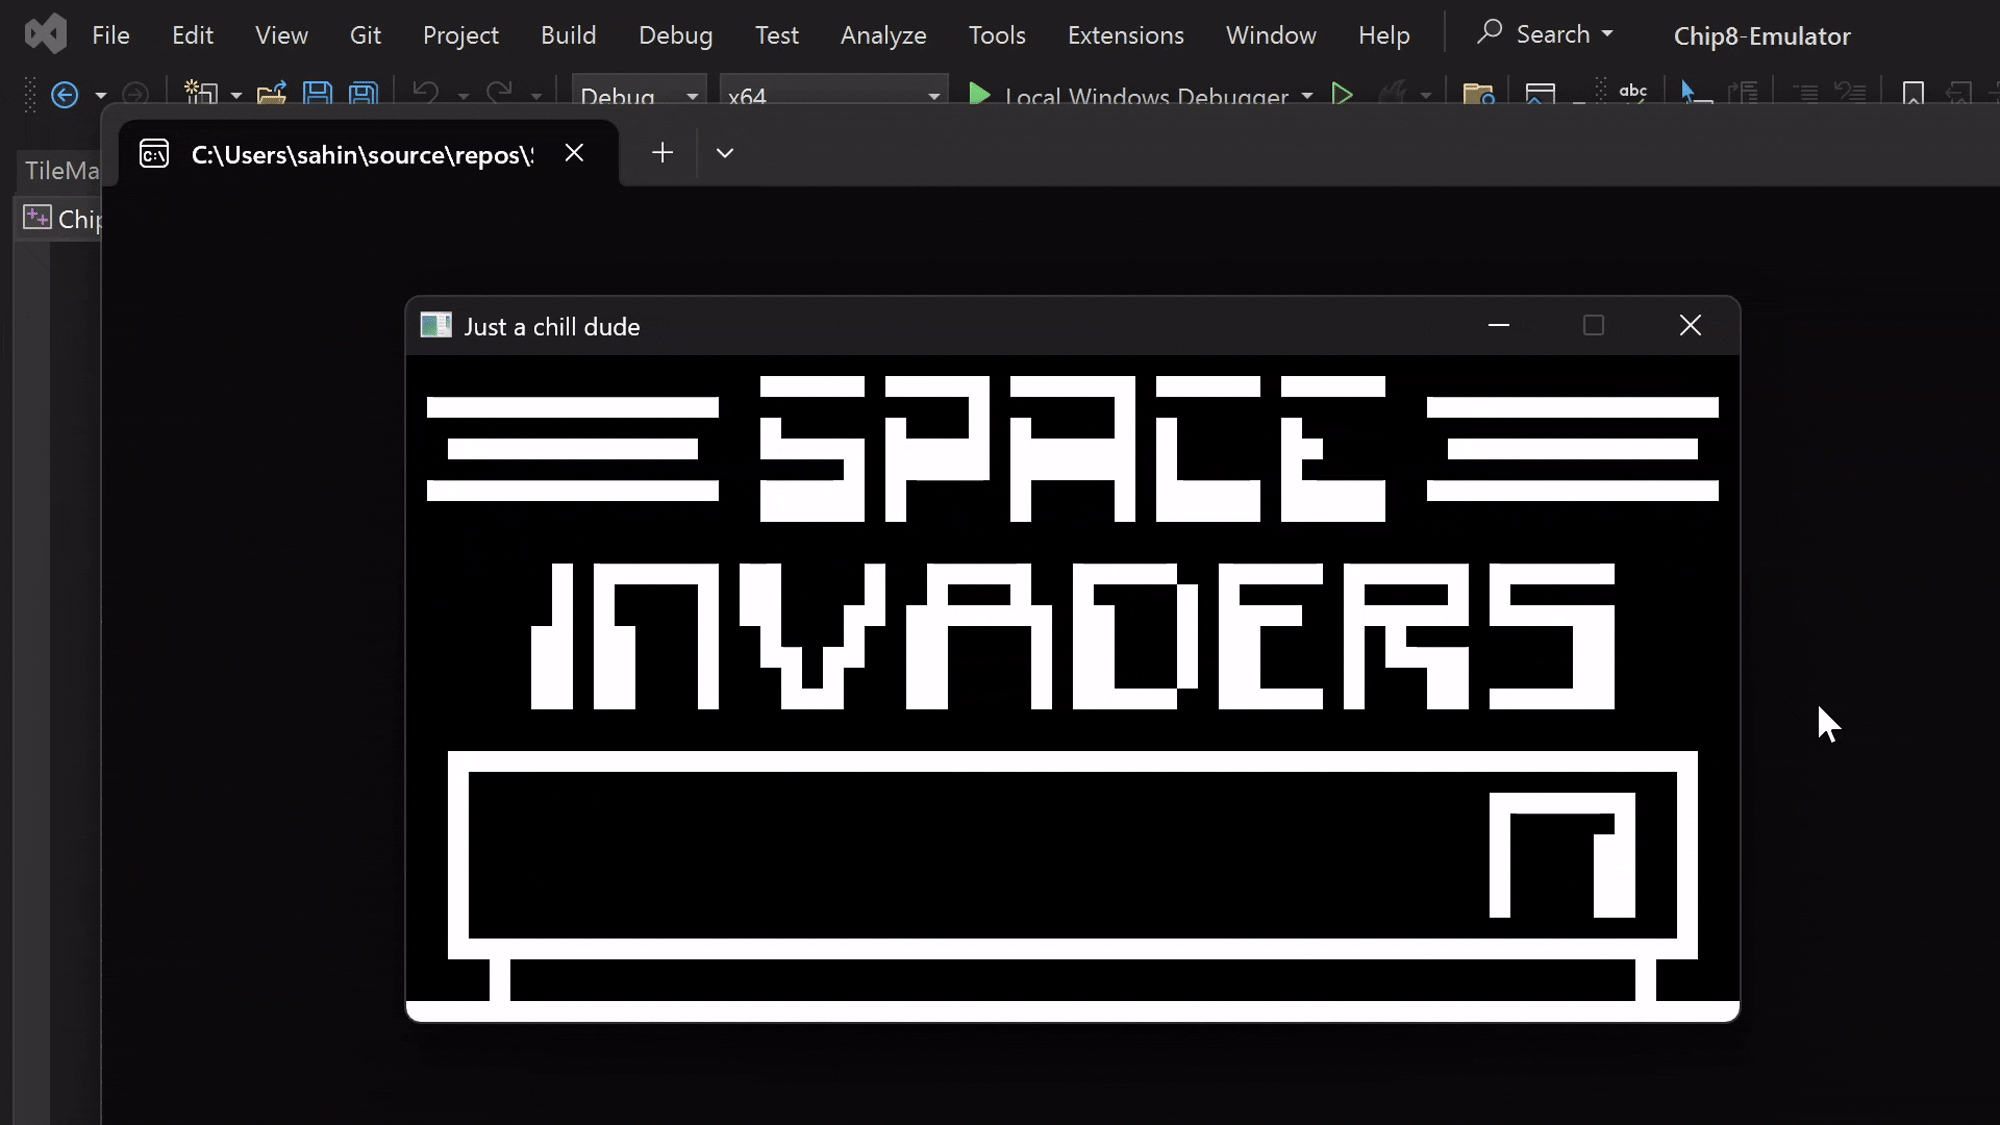 File Edit View Git Project Build Debug Test Analyze Tools Extensions Window Help Search Chip8-Emulator
Debug x64 Local Windows Debugger abc
C:\Users\sahin\source\repos\
TileMa
Chip
Just a chill dude
SPACE
INVADERS